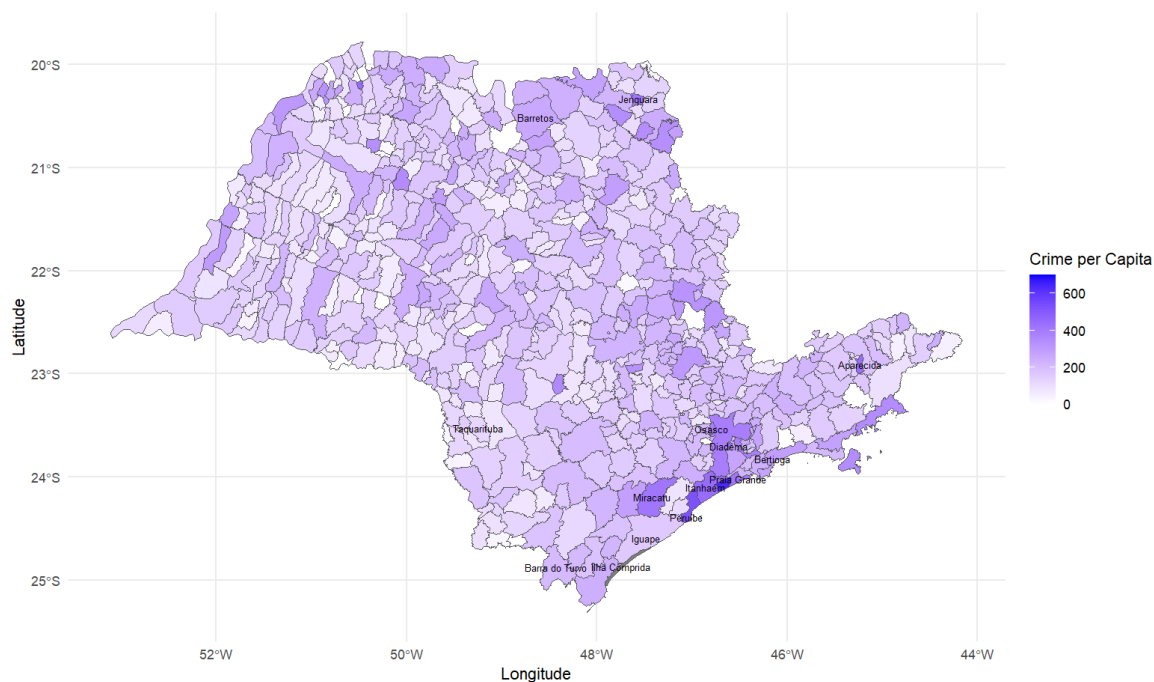 20°S
21°S
22°S
23°S
24°S
25°S
52°W
50°W
48°W
46°W
44°W
Latitude
Longitude
Jeriquara
Barretos
Aparecida
Taquarituba
Osasco
Diadema
Bertioga
Praia Grande
Itanhaém
Miracatu
Peruíbe
Iguape
Barra do Turvo
Ilha Comprida
Crime per Capita
600
400
200
0